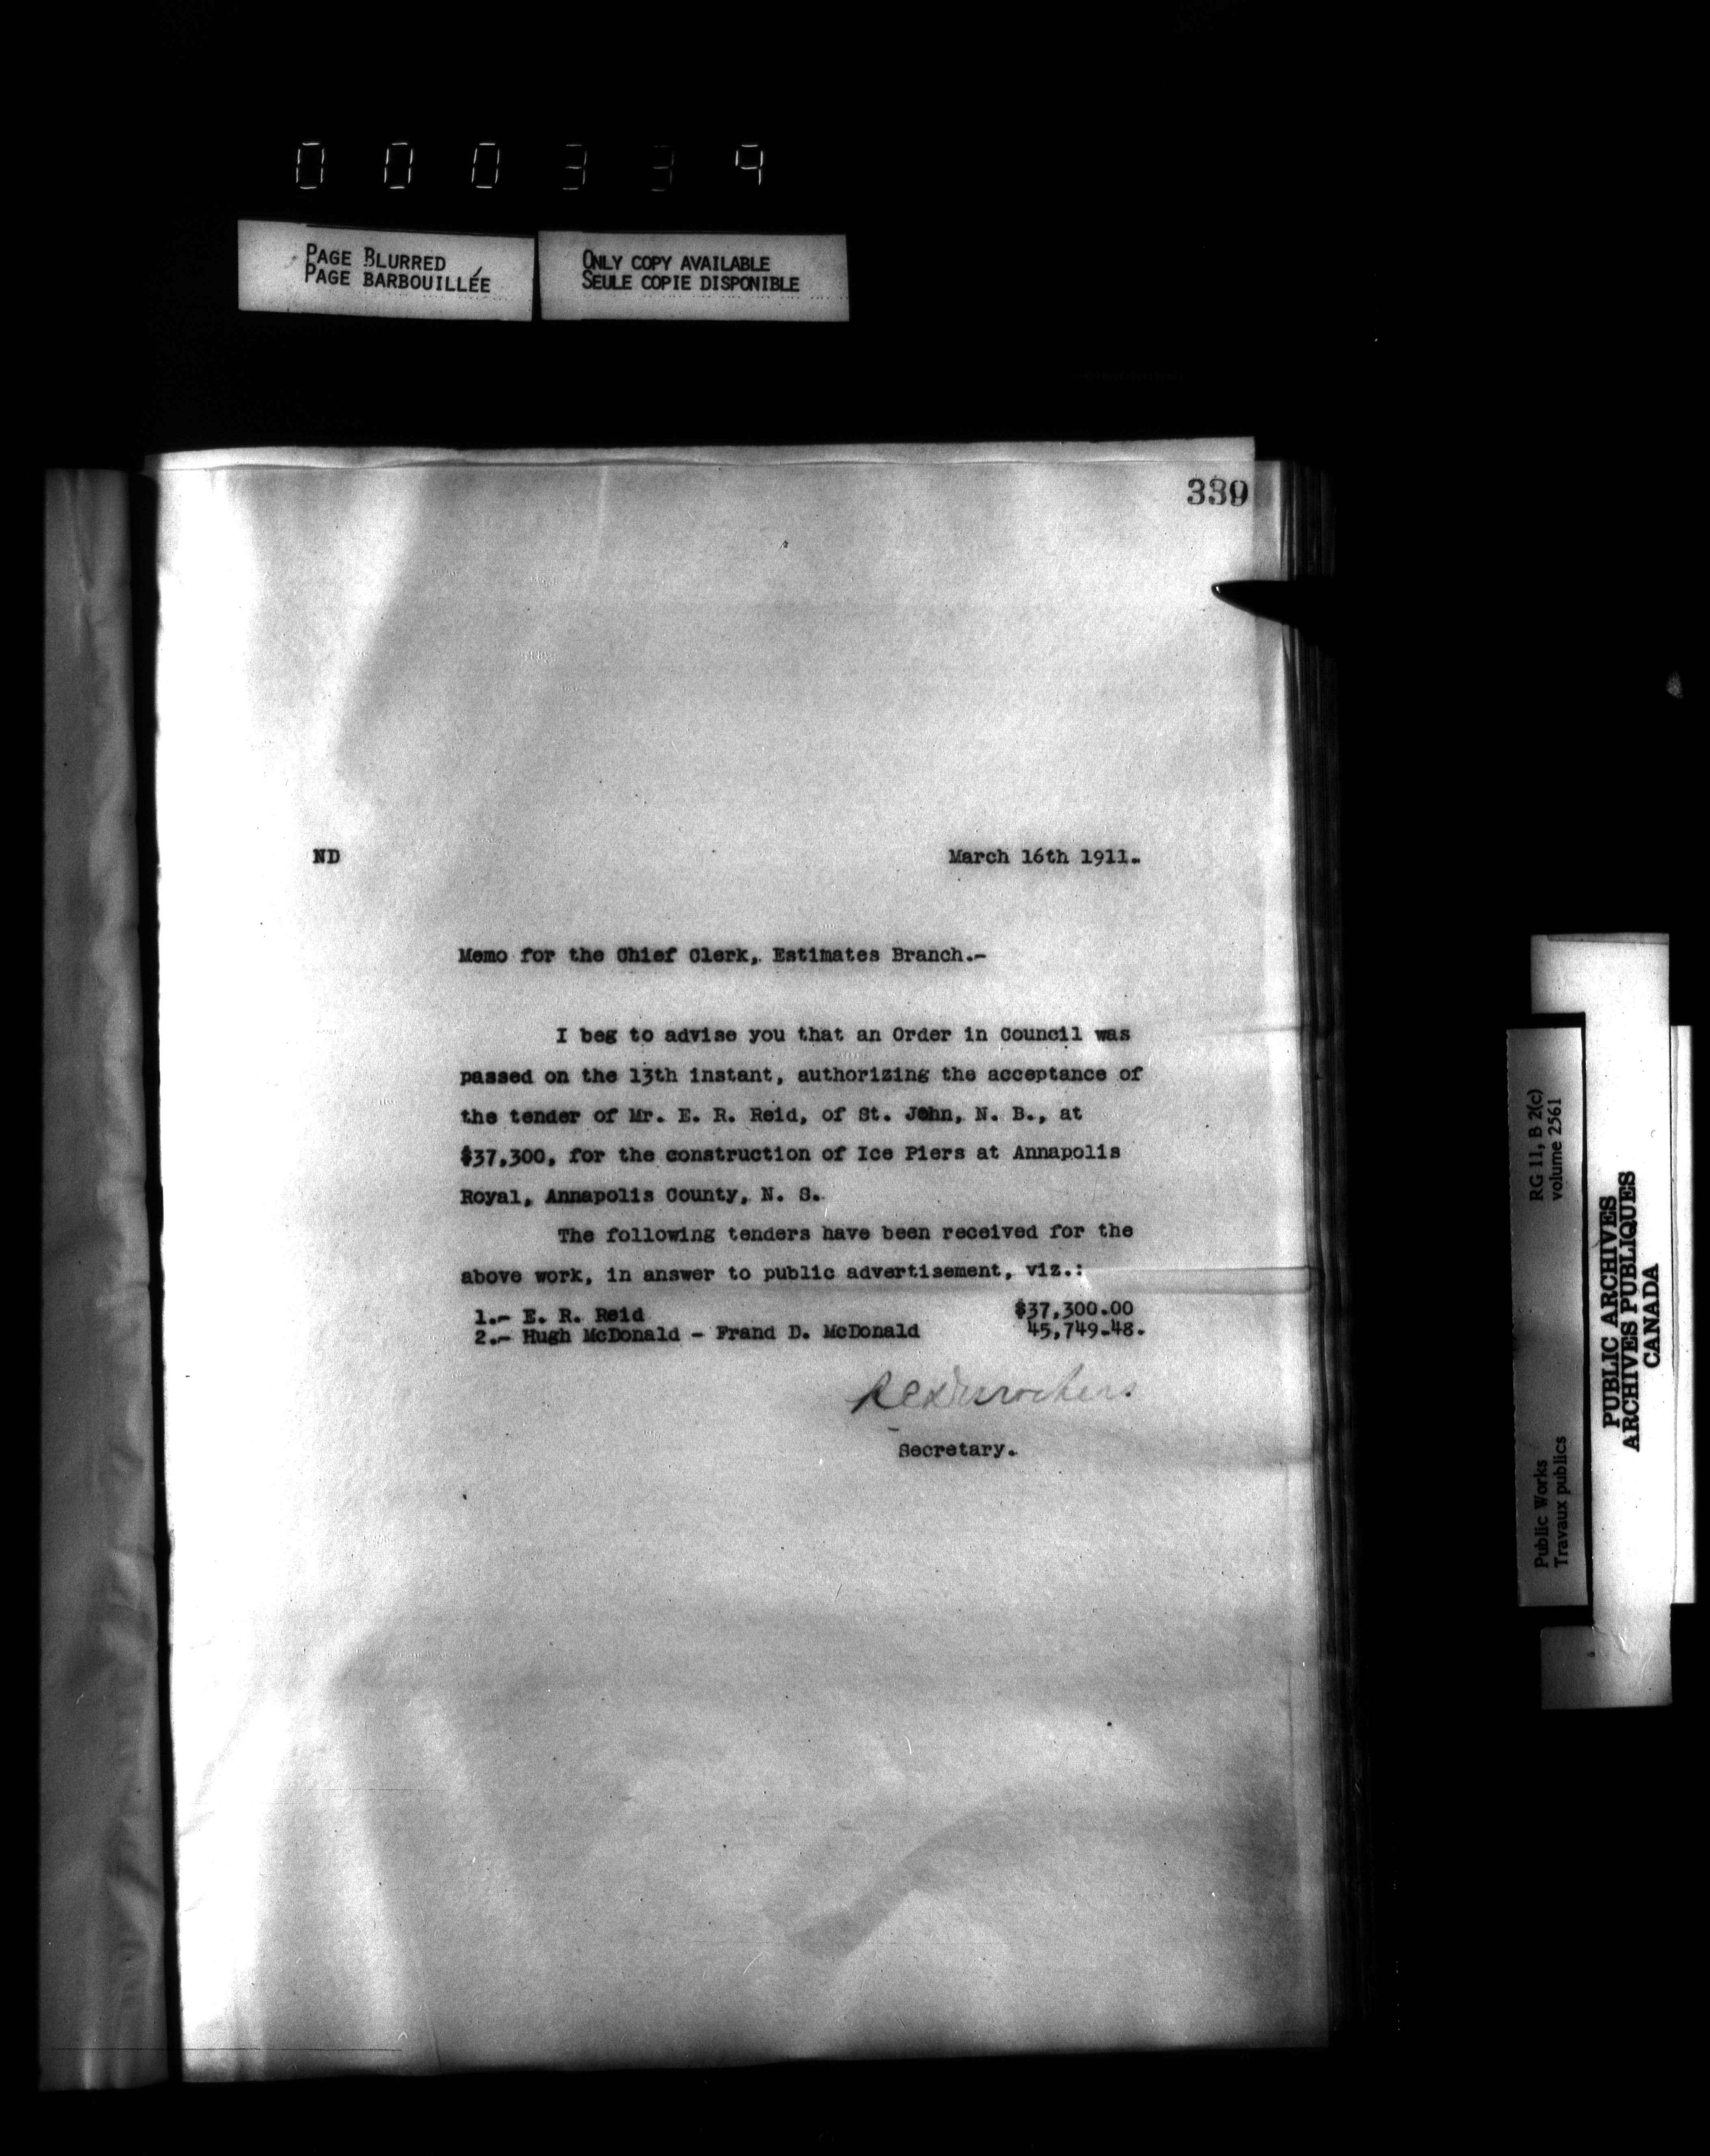 0 0 0 3 3 9
PAGE BLURRED
PAGE BARBOUILLÉE
ONLY COPY AVAILABLE
SEULE COPIE DISPONIBLE
339
ND
March 16th 1911.
Memo for the Chief Clerk, Estimates Branch.-
I beg to advise you that an Order in Council was
passed on the 13th instant, authorizing the acceptance of
the tender of Mr. E. R. Reid, of St. John, N. B., at
$37,300, for the construction of Ice Piers at Annapolis
Royal, Annapolis County, N. S.
The following tenders have been received for the
above work, in answer to public advertisement, viz.:
1.- E. R. Reid $37,300.00
2.- Hugh McDonald - Frand D. McDonald 45,749.48.
Secretary.
RG 11, B 2(c)
volume 2561
Public Works
Travaux publics
PUBLIC ARCHIVES
ARCHIVES PUBLIQUES
CANADA